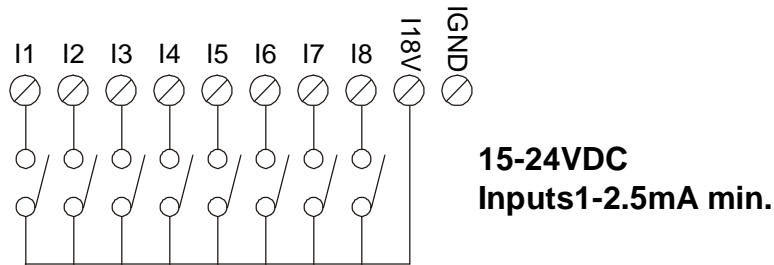 I1 I2 I3 I4 I5 I6 I7 I8 I18V IGND
15-24VDC
Inputs1-2.5mA min.